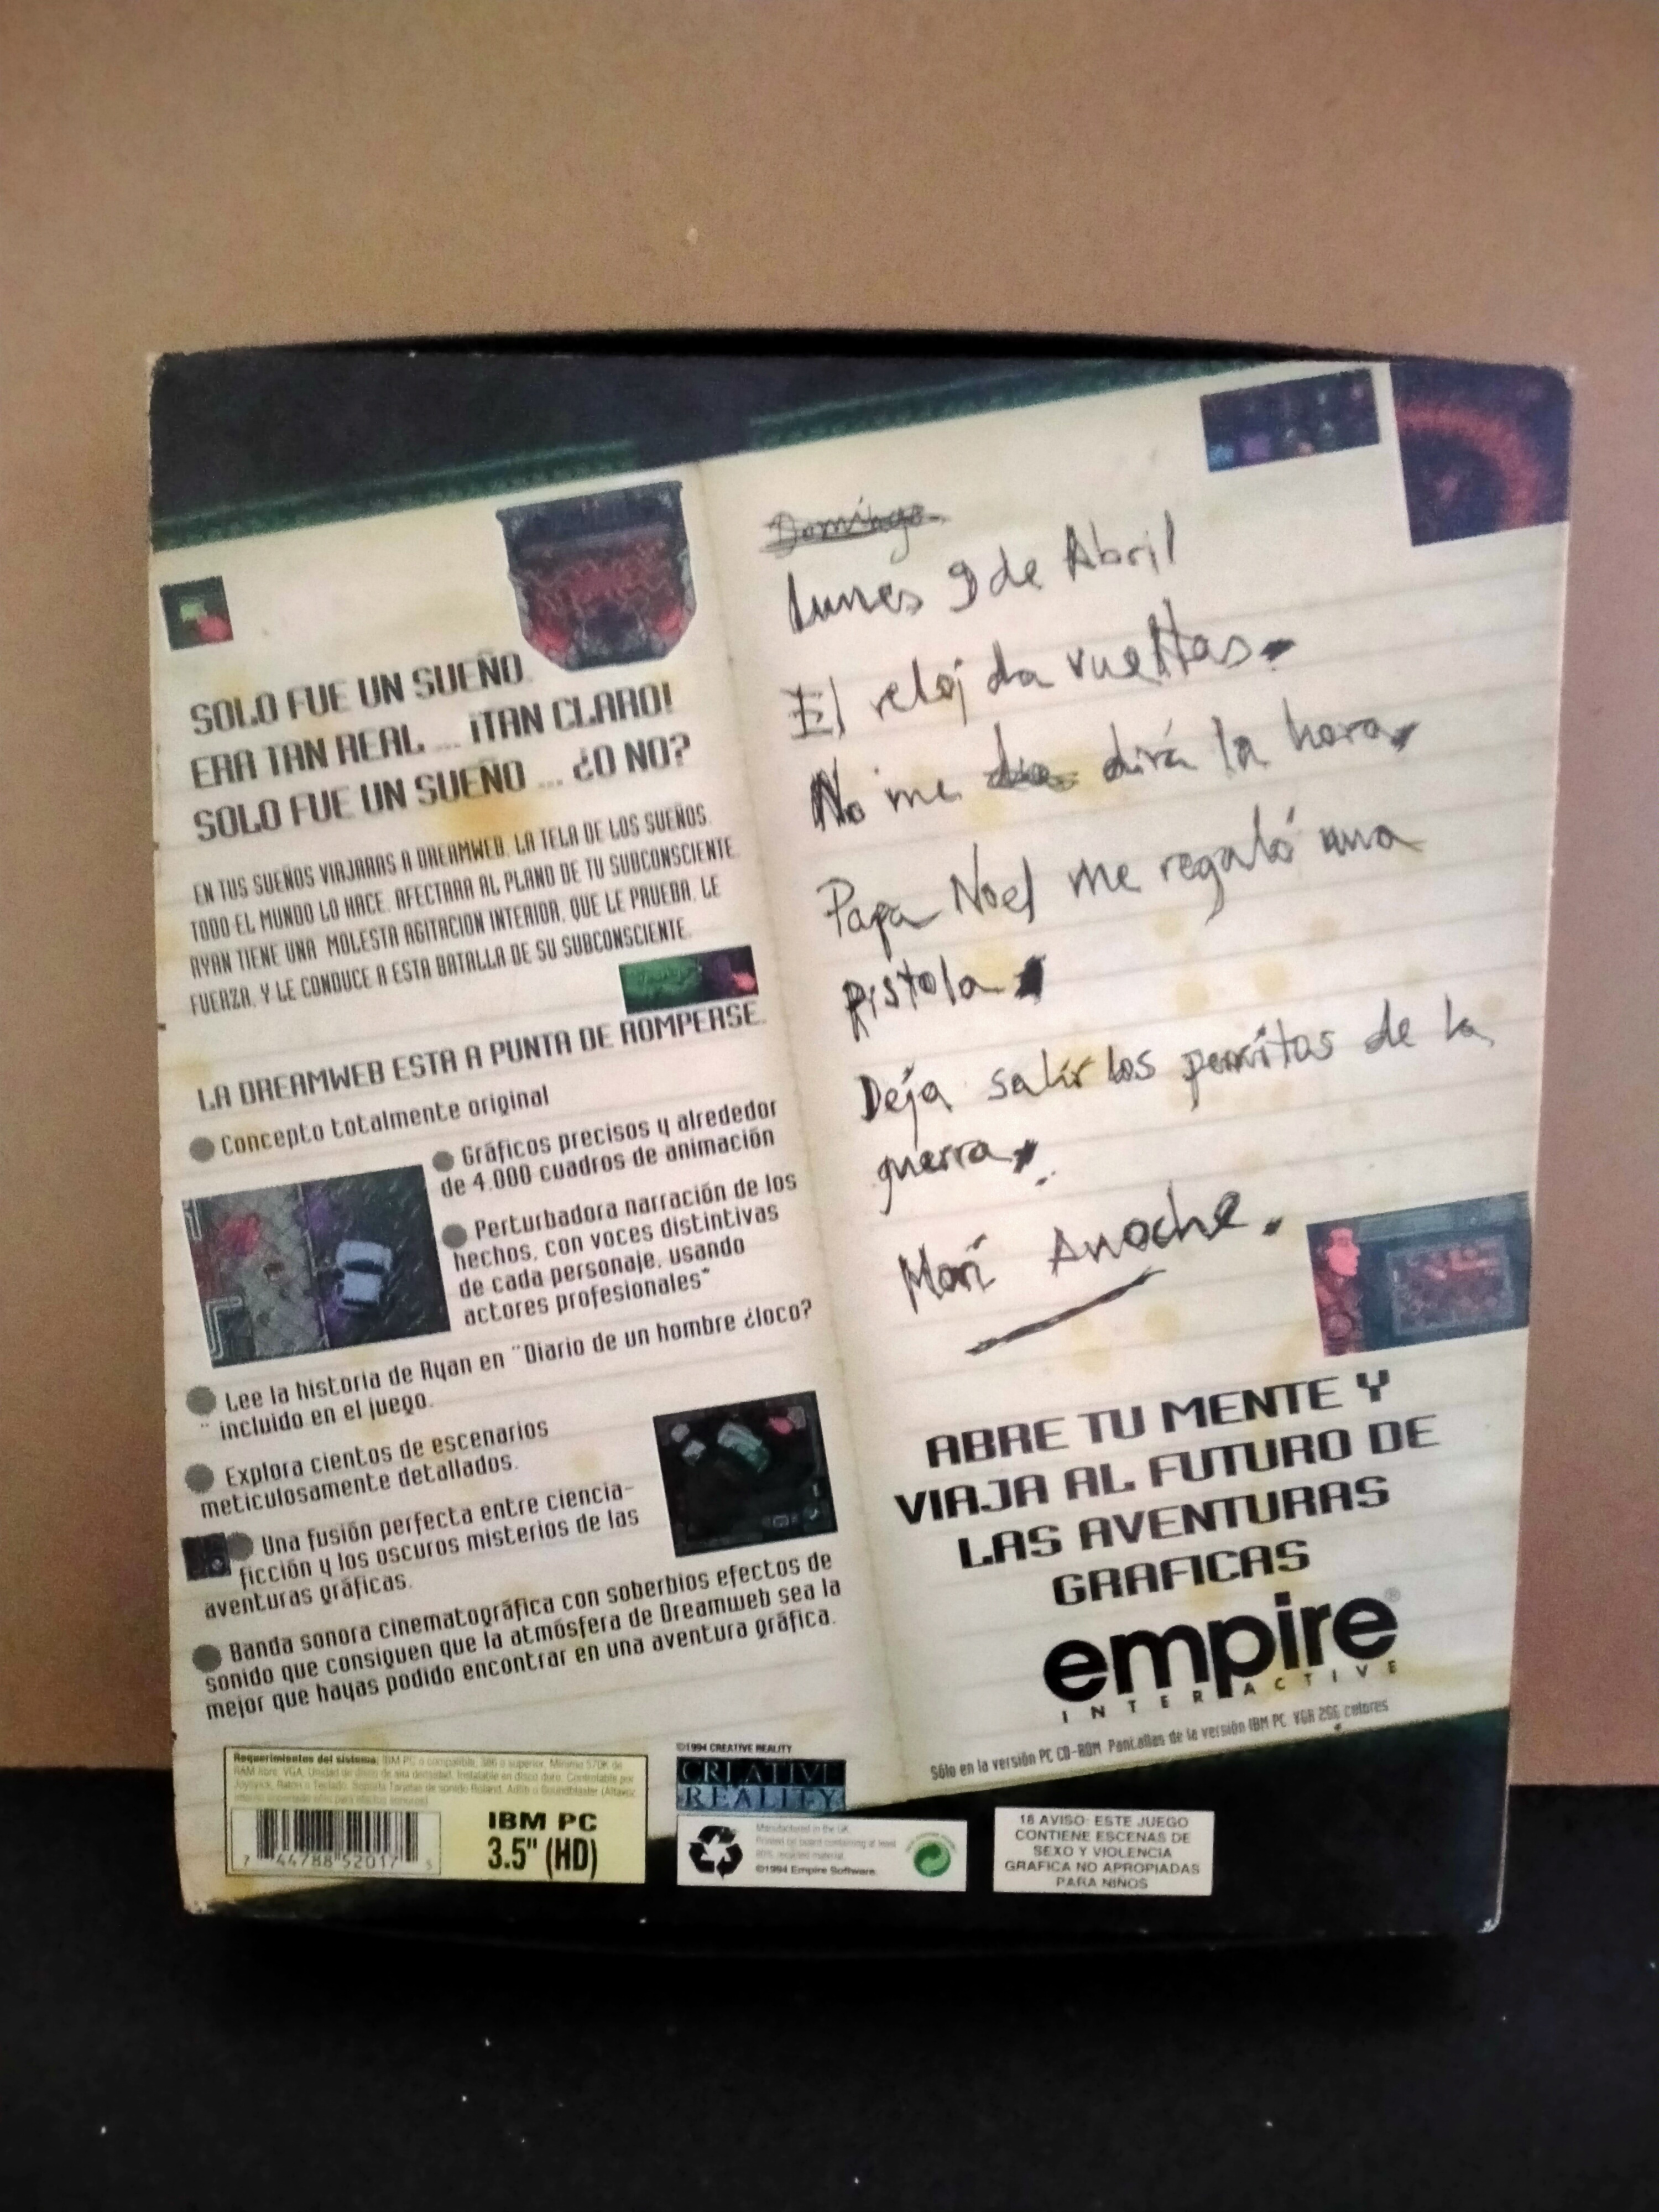 SOLO FUE UN SUEÑO.
ERA TAN REAL ... ¡TAN CLARO!
SOLO FUE UN SUEÑO ... ¿O NO?
EN TUS SUEÑOS VIAJARAS A DREAMWEB, LA TELA DE LOS SUEÑOS.
TODO EL MUNDO LO HACE. AFECTARA AL PLANO DE TU SUBCONSCIENTE.
RYAN TIENE UNA MOLESTA AGITACION INTERIOR, QUE LE PRUEBA, LE
FUERZA, Y LE CONDUCE A ESTA BATALLA DE SU SUBCONSCIENTE.
LA DREAMWEB ESTA A PUNTA DE ROMPERSE.
Concepto totalmente original
Gráficos precisos y alrededor
de 4.000 cuadros de animación
Perturbadora narración de los
hechos, con voces distintivas
de cada personaje, usando
actores profesionales*
Lee la historia de Ryan en ¨Diario de un hombre ¿loco?
¨ incluido en el juego.
Explora cientos de escenarios
meticulosamente detallados.
Una fusión perfecta entre ciencia-
ficción y los oscuros misterios de las
aventuras gráficas.
Banda sonora cinematográfica con soberbios efectos de
sonido que consiguen que la atmósfera de Dreamweb sea la
mejor que hayas podido encontrar en una aventura gráfica.
Domingo
Lunes 9 de Abril
El reloj da vueltas.
No me dirá la hora
Papa Noel me regaló una
Pistola
Deja salir los perritos de la
guerra.
Morí Anoche.
ABRE TU MENTE Y
VIAJA AL FUTURO DE
LAS AVENTURAS
GRAFICAS
empire®
INTERACTIVE
Sólo en la versión PC CD-ROM Pantallas de la versión IBM PC VGA 256 colores
Requerimientos del sistema: IBM PC o compatible, 386 o superior. Mínimo 570K de
RAM libre. VGA. Unidad de disco de alta densidad. Instalable en disco duro. Controlable por
Joystick, Ratón o Teclado. Soporta Tarjetas de sonido Roland, Adlib o Soundblaster
7 44788 52017 5
IBM PC
3.5" (HD)
©1994 CREATIVE REALITY
CREATIVE
REALITY
Manufactured in the UK.
Printed on board containing at least
90% recycled material.
©1994 Empire Software.
18 AVISO: ESTE JUEGO
CONTIENE ESCENAS DE
SEXO Y VIOLENCIA
GRAFICA NO APROPIADAS
PARA NIÑOS